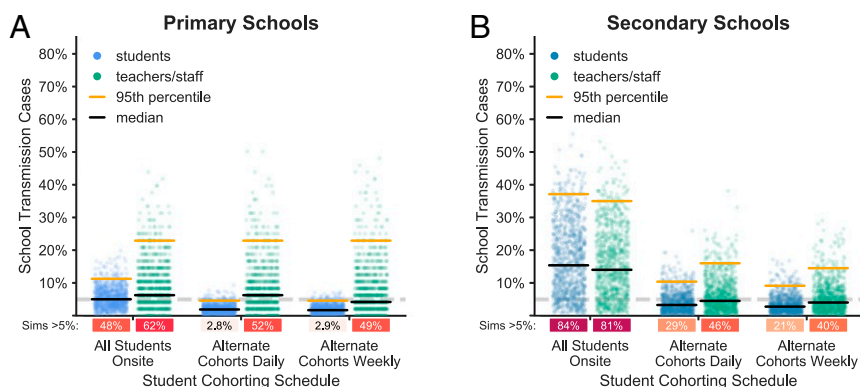 A
Primary Schools
School Transmission Cases
80%
70%
60%
50%
40%
30%
20%
10%
students
teachers/staff
95th percentile
median
Sims >5%:
48%
62%
2.8%
52%
2.9%
49%
All Students
Onsite
Alternate
Cohorts Daily
Alternate
Cohorts Weekly
Student Cohorting Schedule
B
Secondary Schools
School Transmission Cases
80%
70%
60%
50%
40%
30%
20%
10%
students
teachers/staff
95th percentile
median
Sims >5%:
84%
81%
29%
46%
21%
40%
All Students
Onsite
Alternate
Cohorts Daily
Alternate
Cohorts Weekly
Student Cohorting Schedule